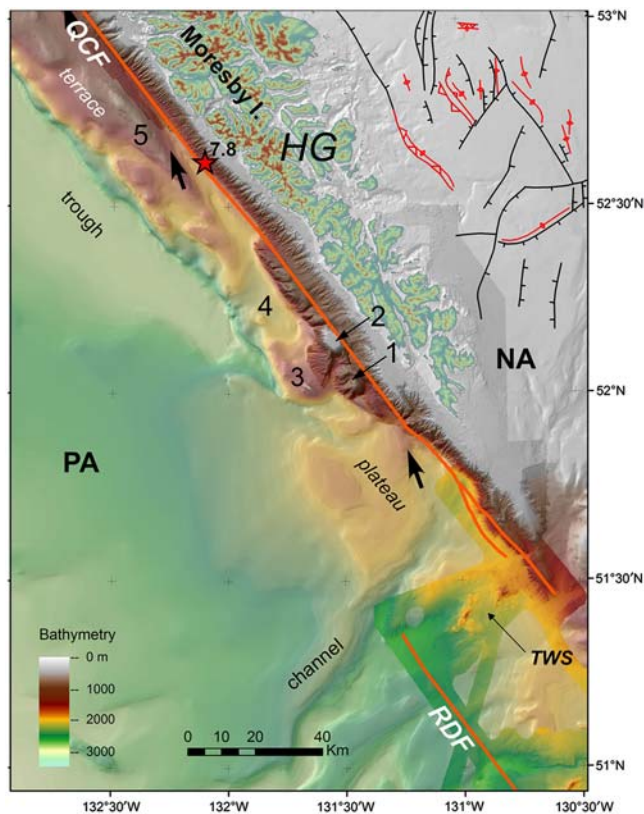 53°N
QCF
Moresby I.
terrace
HG
5
7.8
52°30'N
trough
4
2
1
3
NA
52°N
PA
plateau
51°30'N
Bathymetry
0 m
1000
2000
3000
TWS
channel
RDF
0 10 20 40
Km
51°N
132°30'W 132°W 131°30'W 131°W 130°30'W